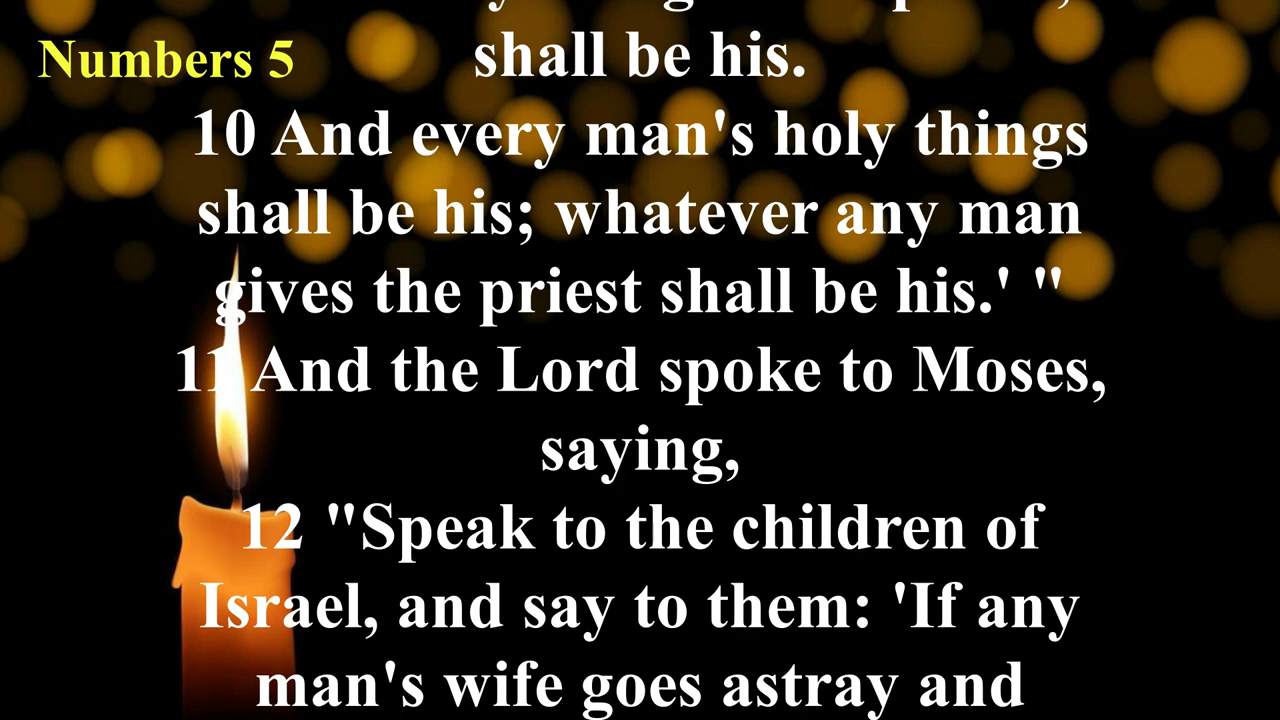 Numbers 5
shall be his.
10 And every man's holy things
shall be his; whatever any man
gives the priest shall be his.' "
11 And the Lord spoke to Moses,
saying,
12 "Speak to the children of
Israel, and say to them: 'If any
man's wife goes astray and